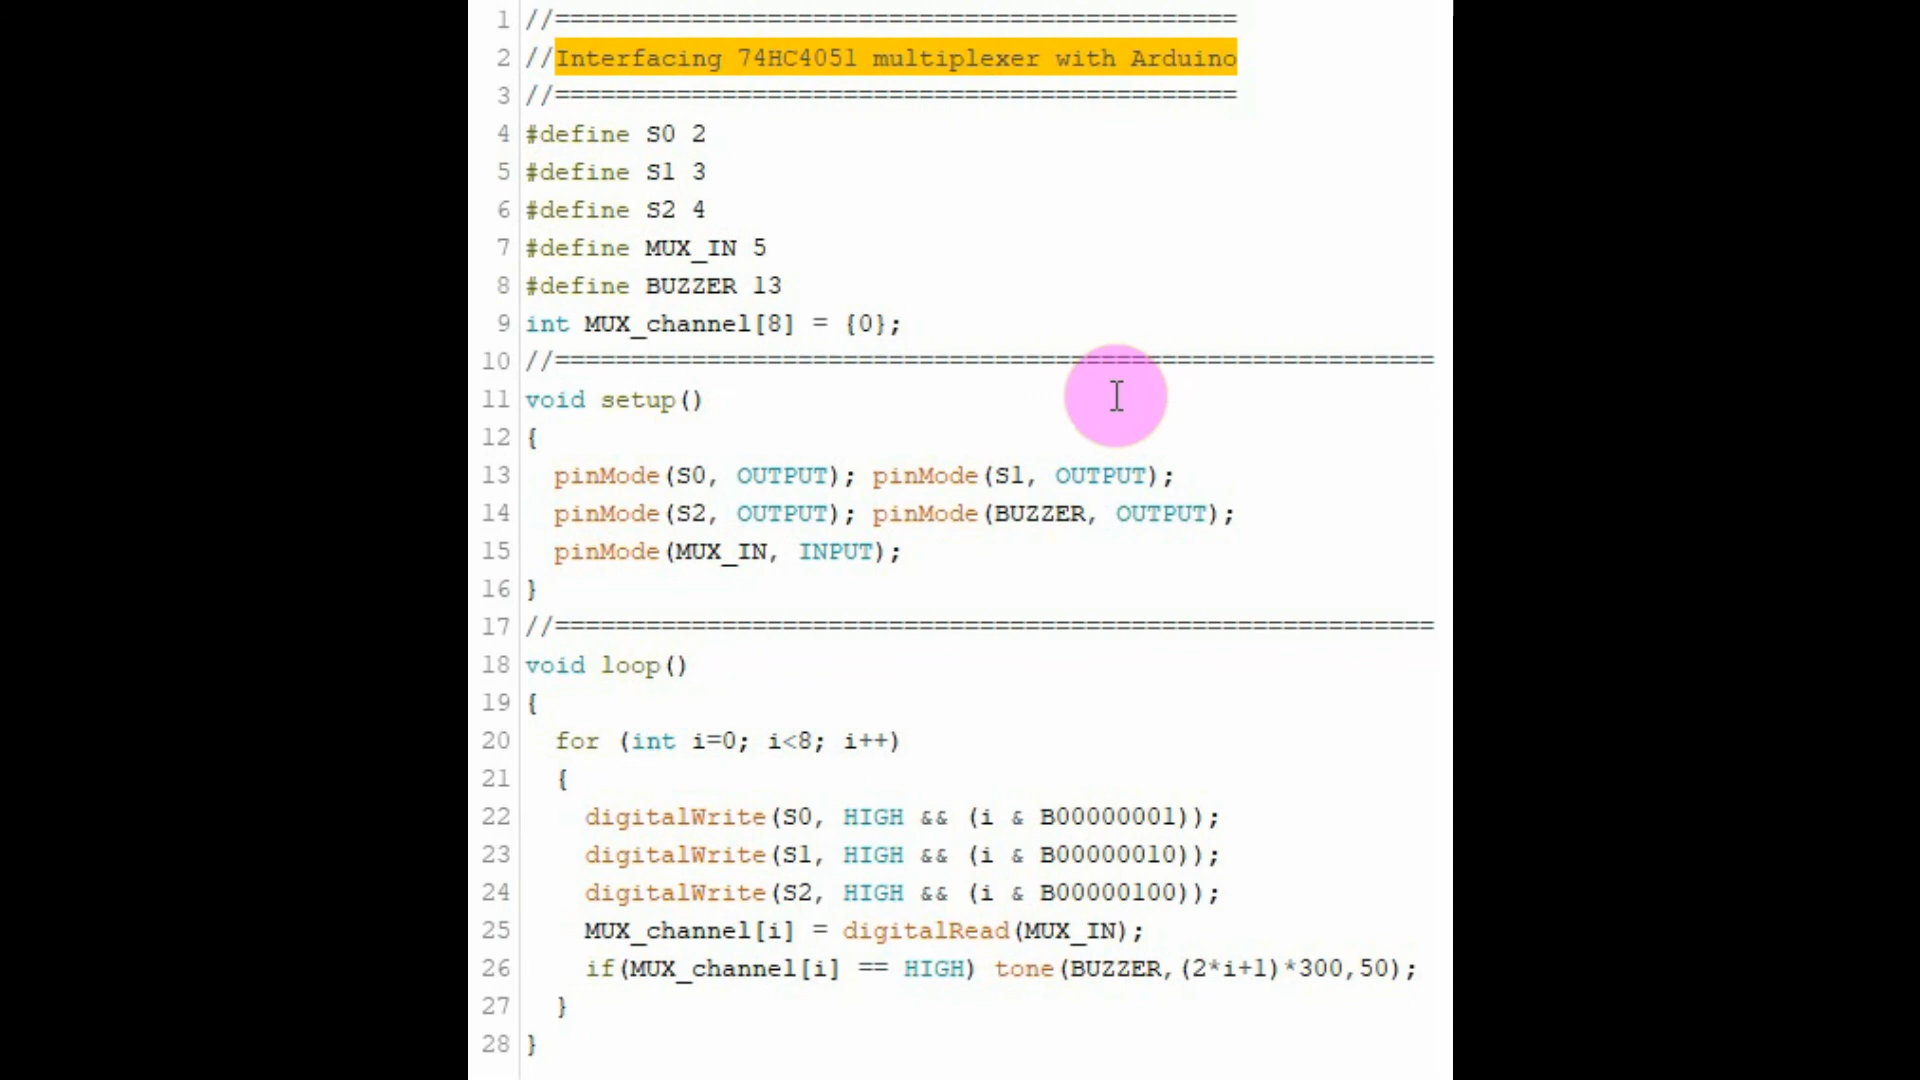 1 //=============================================
2 //Interfacing 74HC4051 multiplexer with Arduino
3 //=============================================
4 #define S0 2
5 #define S1 3
6 #define S2 4
7 #define MUX_IN 5
8 #define BUZZER 13
9 int MUX_channel[8] = {0};
10 //==========================================================
11 void setup()
12 {
13   pinMode(S0, OUTPUT); pinMode(S1, OUTPUT);
14   pinMode(S2, OUTPUT); pinMode(BUZZER, OUTPUT);
15   pinMode(MUX_IN, INPUT);
16 }
17 //==========================================================
18 void loop()
19 {
20   for (int i=0; i<8; i++)
21   {
22     digitalWrite(S0, HIGH && (i & B00000001));
23     digitalWrite(S1, HIGH && (i & B00000010));
24     digitalWrite(S2, HIGH && (i & B00000100));
25     MUX_channel[i] = digitalRead(MUX_IN);
26     if(MUX_channel[i] == HIGH) tone(BUZZER,(2*i+1)*300,50);
27   }
28 }